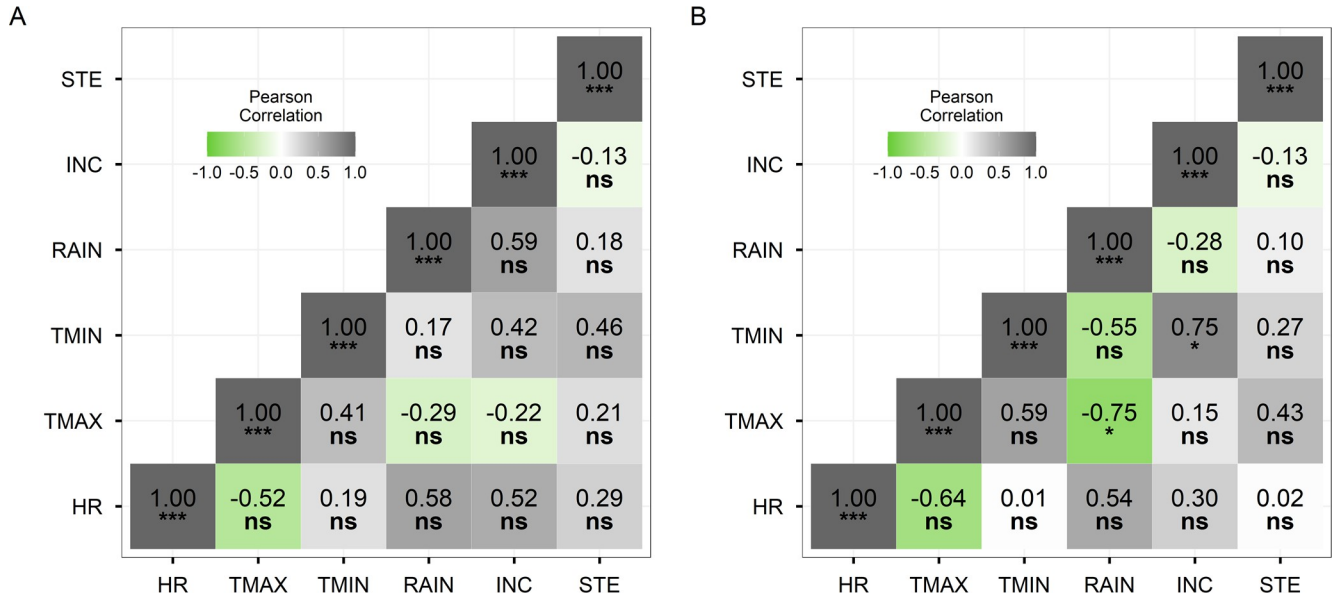 A
STE
1.00
***
Pearson
Correlation
-1.0 -0.5 0.0 0.5 1.0
INC
1.00 -0.13
*** ns
RAIN
1.00 0.59 0.18
*** ns ns
TMIN
1.00 0.17 0.42 0.46
*** ns ns ns
TMAX
1.00 0.41 -0.29 -0.22 0.21
*** ns ns ns ns
HR
1.00 -0.52 0.19 0.58 0.52 0.29
*** ns ns ns ns ns
HR TMAX TMIN RAIN INC STE
B
STE
1.00
***
Pearson
Correlation
-1.0 -0.5 0.0 0.5 1.0
INC
1.00 -0.13
*** ns
RAIN
1.00 -0.28 0.10
*** ns ns
TMIN
1.00 -0.55 0.75 0.27
*** ns * ns
TMAX
1.00 0.59 -0.75 0.15 0.43
*** ns * ns ns
HR
1.00 -0.64 0.01 0.54 0.30 0.02
*** ns ns ns ns ns
HR TMAX TMIN RAIN INC STE